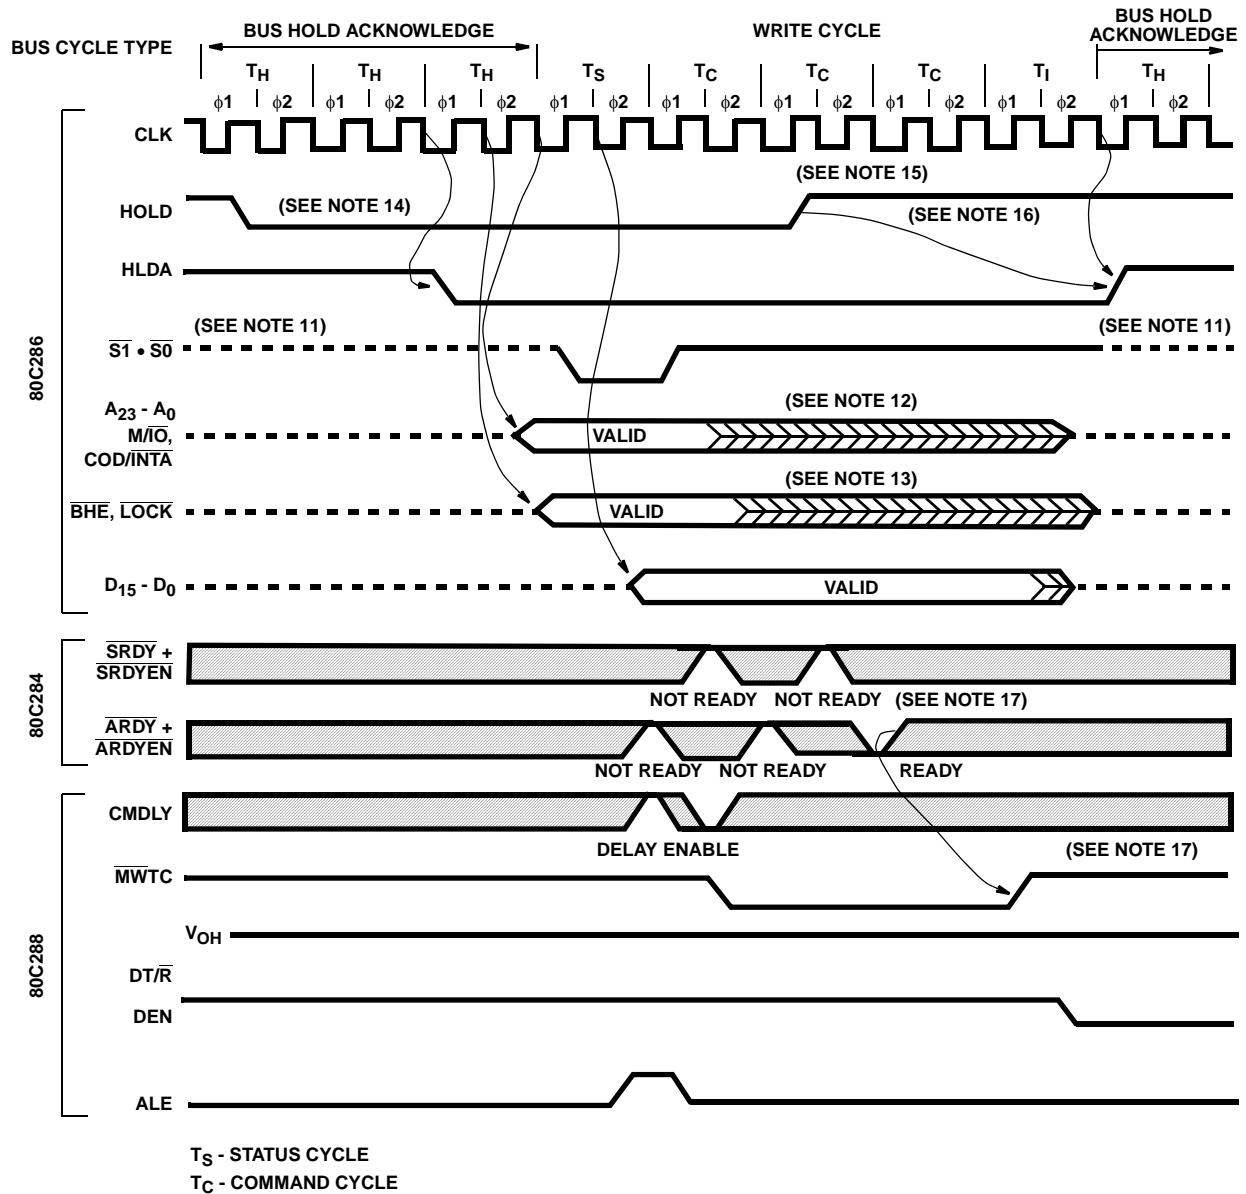 BUS CYCLE TYPE
BUS HOLD ACKNOWLEDGE
WRITE CYCLE
BUS HOLD
ACKNOWLEDGE
TH TH TH TS TC TC TC TI TH
ϕ1 ϕ2 ϕ1 ϕ2 ϕ1 ϕ2 ϕ1 ϕ2 ϕ1 ϕ2 ϕ1 ϕ2 ϕ1 ϕ2 ϕ1 ϕ2 ϕ1 ϕ2
80C286
CLK
(SEE NOTE 15)
HOLD
(SEE NOTE 14)
(SEE NOTE 16)
HLDA
(SEE NOTE 11)
(SEE NOTE 11)
S1 • S0
A23 - A0
M/IO,
COD/INTA
(SEE NOTE 12)
VALID
(SEE NOTE 13)
BHE, LOCK
VALID
D15 - D0
VALID
80C284
SRDY +
SRDYEN
NOT READY NOT READY (SEE NOTE 17)
ARDY +
ARDYEN
NOT READY NOT READY READY
80C288
CMDLY
DELAY ENABLE
(SEE NOTE 17)
MWTC
VOH
DT/R
DEN
ALE
TS - STATUS CYCLE
TC - COMMAND CYCLE